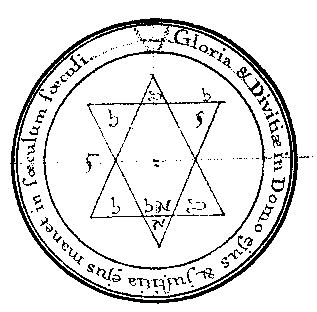 Gloria & Divitiæ in Domo ejus & juſtitia ejus manet in ſæculum ſæculi.